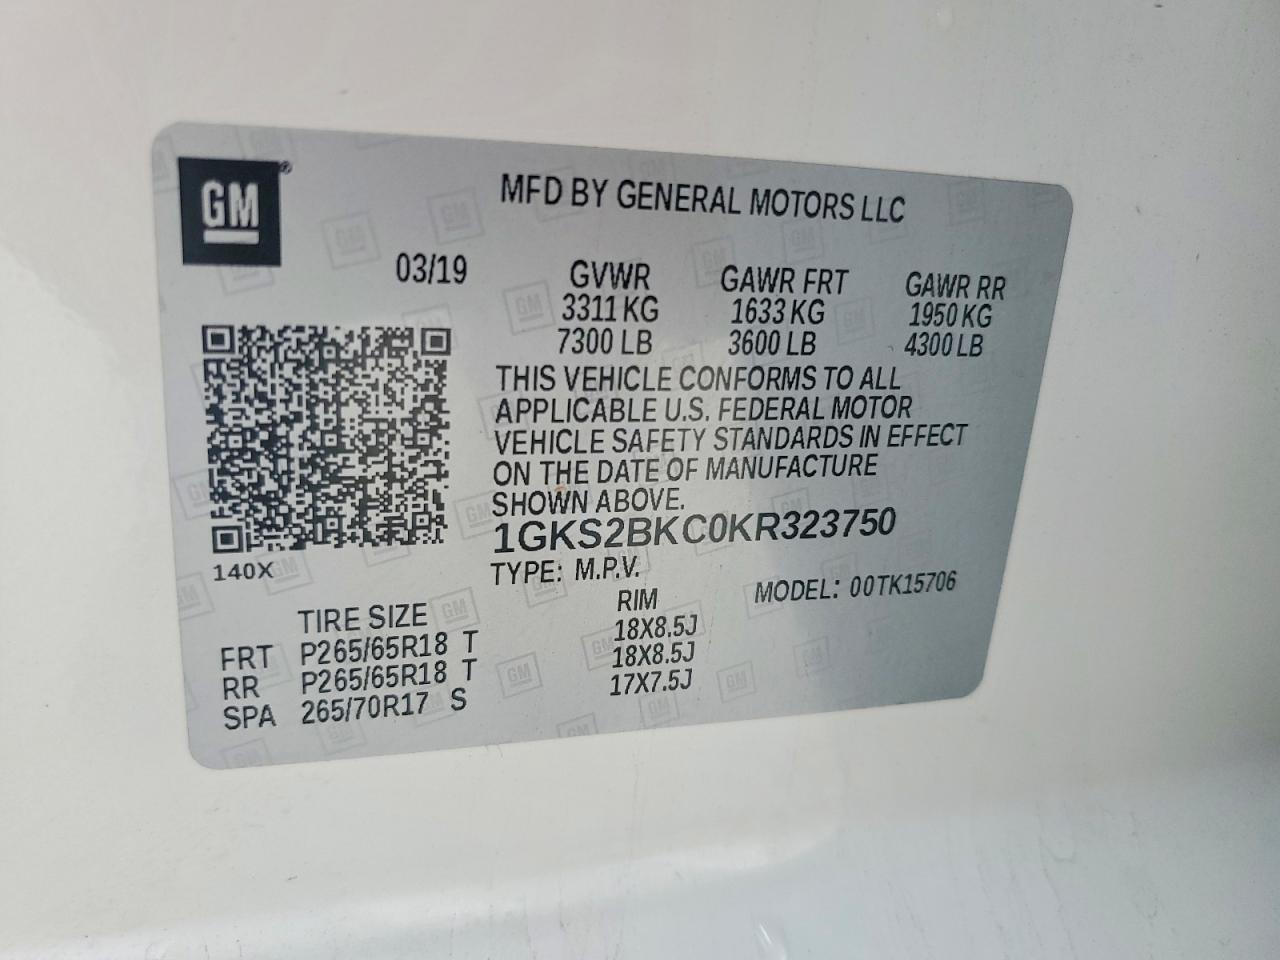 GM®
MFD BY GENERAL MOTORS LLC
03/19
GVWR GAWR FRT GAWR RR
3311 KG 1633 KG 1950 KG
7300 LB 3600 LB 4300 LB
THIS VEHICLE CONFORMS TO ALL
APPLICABLE U.S. FEDERAL MOTOR
VEHICLE SAFETY STANDARDS IN EFFECT
ON THE DATE OF MANUFACTURE
SHOWN ABOVE.
1GKS2BKC0KR323750
140X
TYPE: M.P.V. MODEL: 00TK15706
TIRE SIZE RIM
FRT P265/65R18 T 18X8.5J
RR P265/65R18 T 18X8.5J
SPA 265/70R17 S 17X7.5J